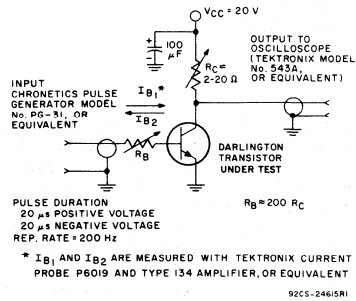 VCC = 20 V
+
100
μF
−
RC≈
2-20Ω
OUTPUT TO
OSCILLOSCOPE
(TEKTRONIX MODEL
No. 543A,
OR EQUIVALENT)
INPUT
CHRONETICS PULSE
GENERATOR MODEL
No. PG-31, OR
EQUIVALENT
IB1*
IB2
RB
DARLINGTON
TRANSISTOR
UNDER TEST
PULSE DURATION
20 μs POSITIVE VOLTAGE
20 μs NEGATIVE VOLTAGE
REP. RATE = 200 Hz
RB≈200 RC
* IB1 AND IB2 ARE MEASURED WITH TEKTRONIX CURRENT
PROBE P6019 AND TYPE 134 AMPLIFIER, OR EQUIVALENT
92CS-24615R1